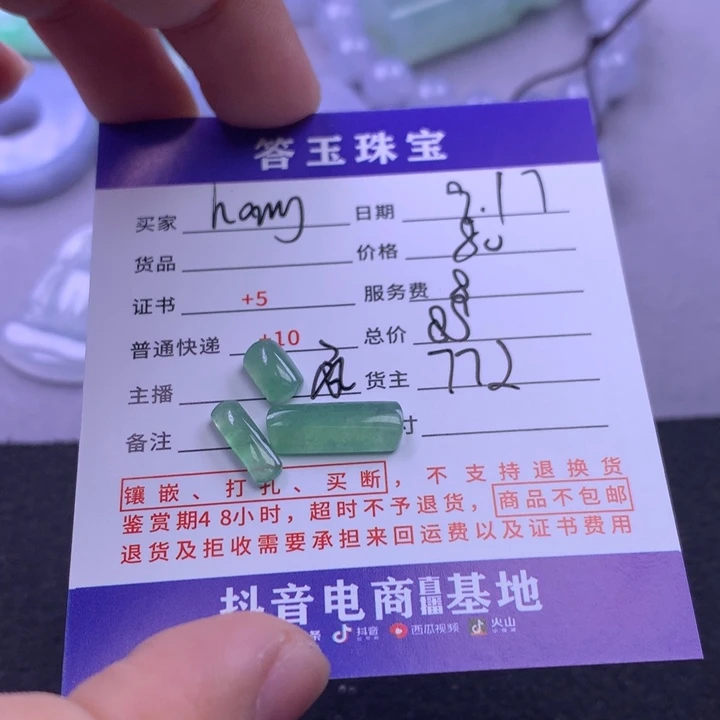 答玉珠宝
买家 hong 日期 9.17
货品 价格 80
证书 +5 服务费 8
普通快递 +10 总价 88
主播 货主 772
备注 寸
镶嵌、打孔、买断，不支持退换货
鉴赏期48小时，超时不予退货，商品不包邮
退货及拒收需要承担来回运费以及证书费用
抖音电商直播基地
条 抖音 西瓜视频 火山